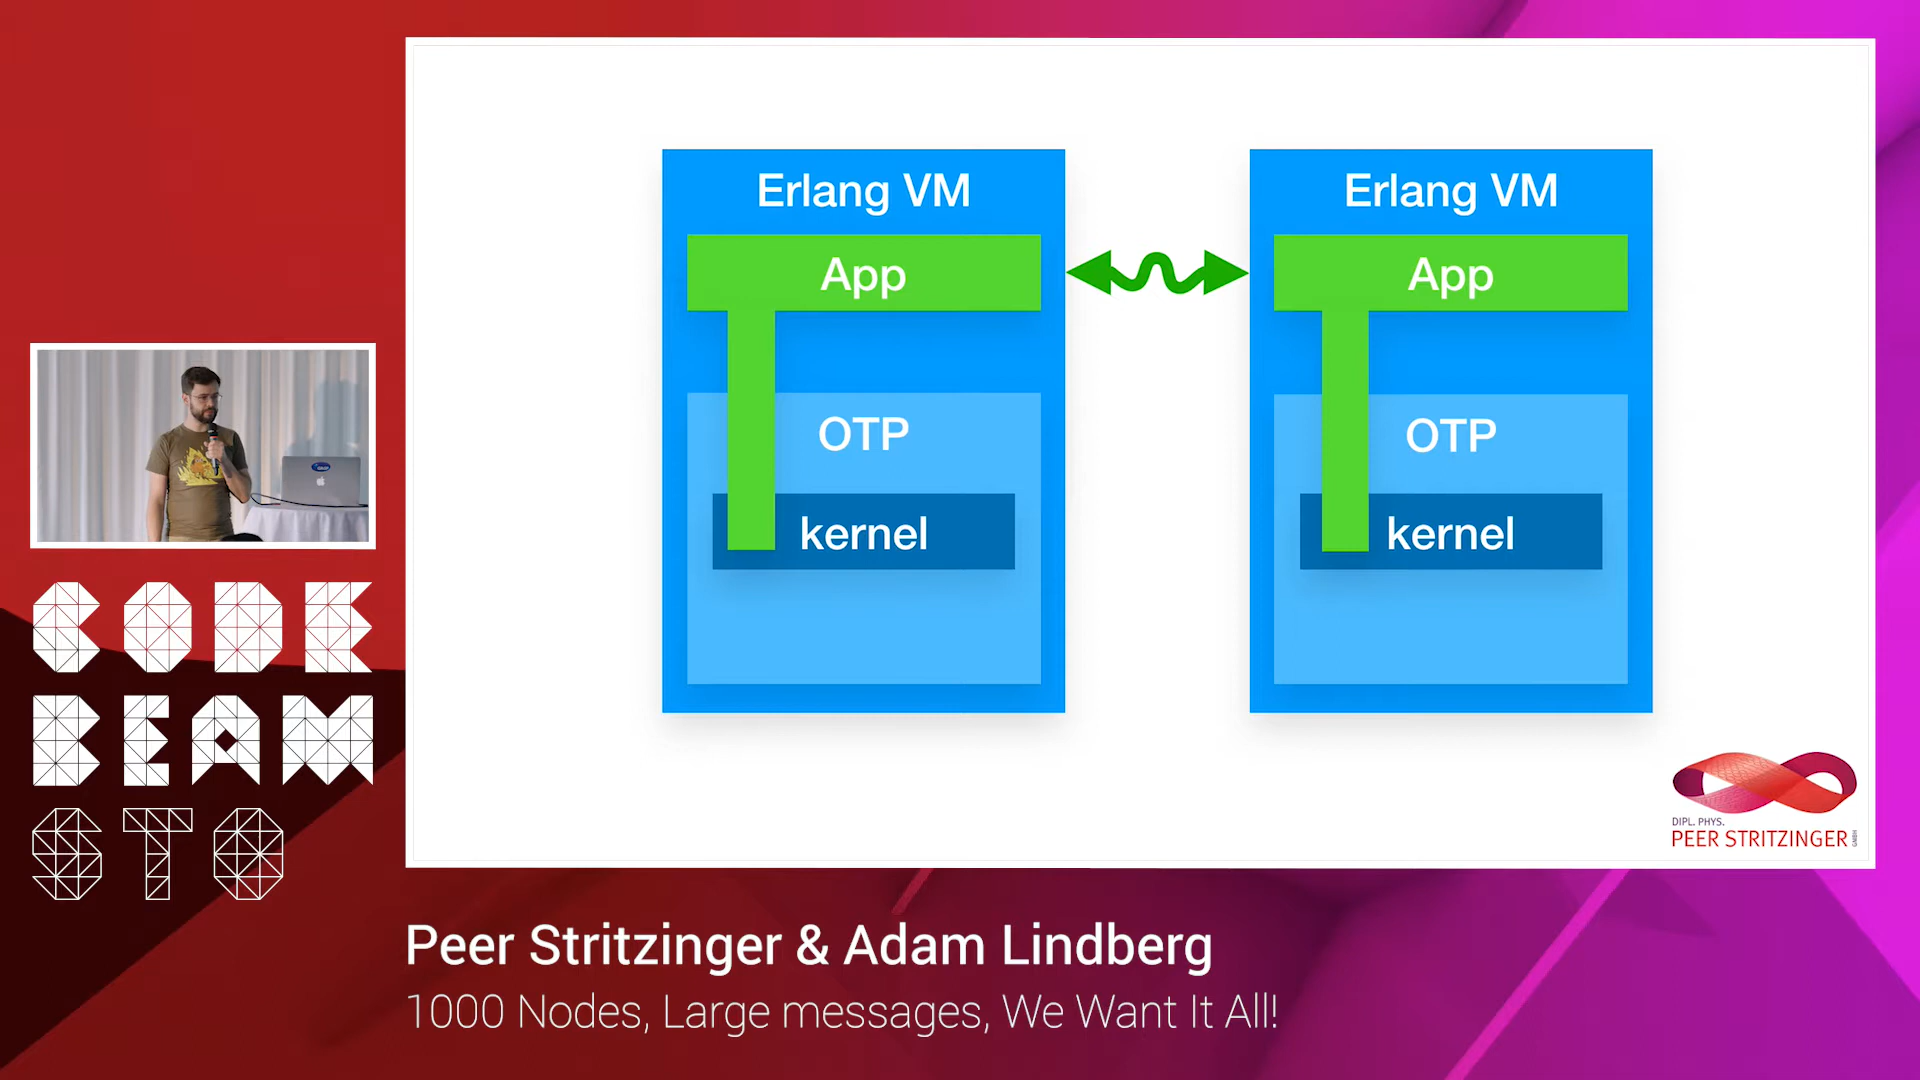 Erlang VM
App
OTP
kernel
Erlang VM
App
OTP
kernel
DIPL. PHYS.
PEER STRITZINGER GMBH
CODE
BEAM
STO
Peer Stritzinger & Adam Lindberg
1000 Nodes, Large messages, We Want It All!